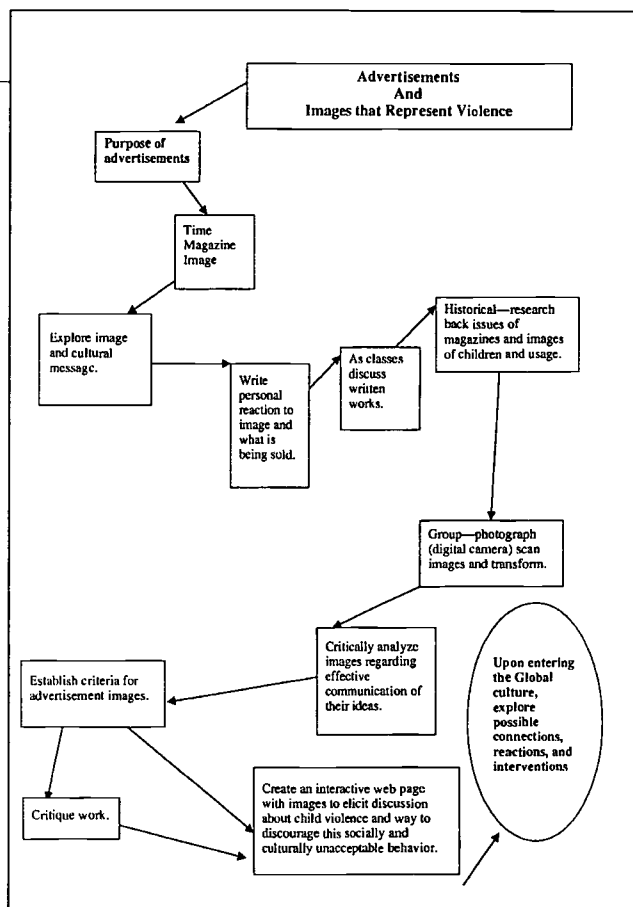 Advertisements
And
Images that Represent Violence
Purpose of
advertisements
Time
Magazine
Image
Explore image
and cultural
message.
Write
personal
reaction to
image and
what is
being sold.
As classes
discuss
written
works.
Historical—research
back issues of
magazines and images
of children and usage.
Group—photograph
(digital camera) scan
images and transform.
Critically analyze
images regarding
effective
communication of
their ideas.
Establish criteria for
advertisement images.
Critique work.
Create an interactive web page
with images to elicit discussion
about child violence and way to
discourage this socially and
culturally unacceptable behavior.
Upon entering
the Global
culture,
explore
possible
connections,
reactions, and
interventions